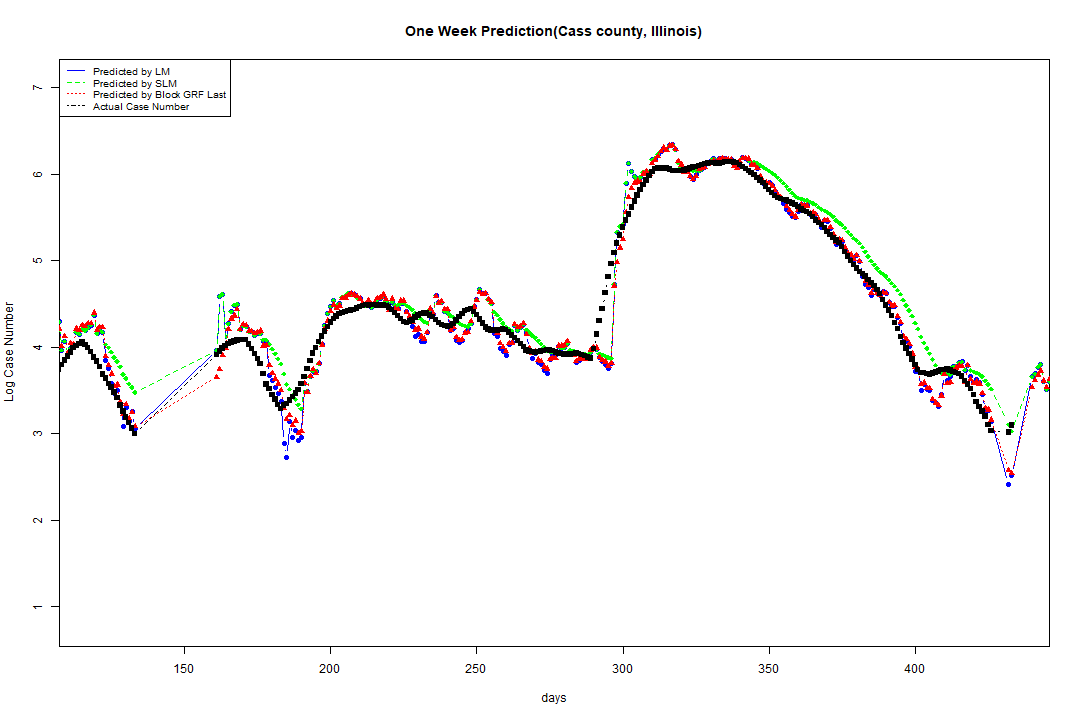 One Week Prediction(Cass county, Illinois)
Predicted by LM
Predicted by SLM
Predicted by Block GRF Last
Actual Case Number
7
6
5
4
3
2
1
Log Case Number
150 200 250 300 350 400
days